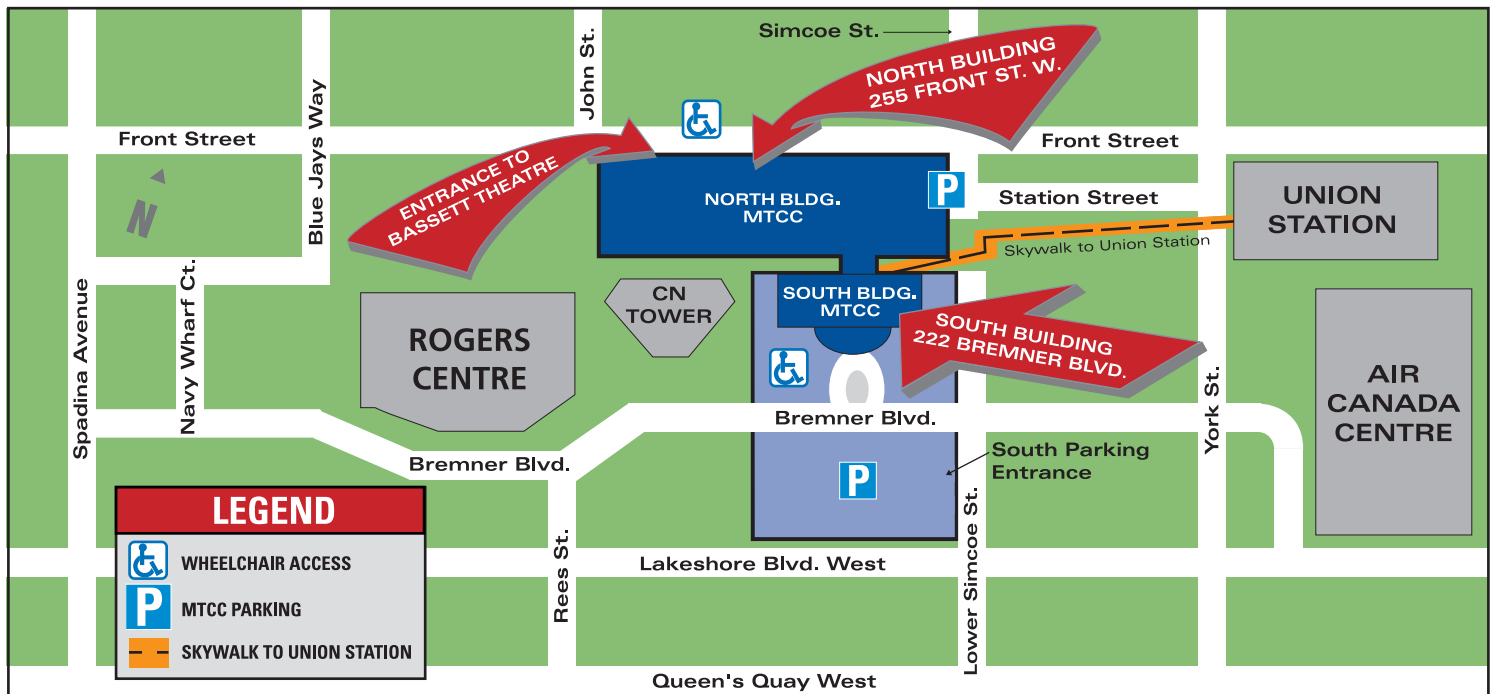 Simcoe St.
John St.
NORTH BUILDING
255 FRONT ST. W.
Front Street
Blue Jays Way
Front Street
ENTRANCE TO
BASSETT THEATRE
NORTH BLDG.
MTCC
P
Station Street
UNION
STATION
N
Skywalk to Union Station
Spadina Avenue
Navy Wharf Ct.
ROGERS
CENTRE
CN
TOWER
SOUTH BLDG.
MTCC
SOUTH BUILDING
222 BREMNER BLVD.
AIR
CANADA
CENTRE
York St.
Bremner Blvd.
Bremner Blvd.
South Parking
Entrance
P
LEGEND
WHEELCHAIR ACCESS
P MTCC PARKING
SKYWALK TO UNION STATION
Rees St.
Lakeshore Blvd. West
Lower Simcoe St.
Queen's Quay West